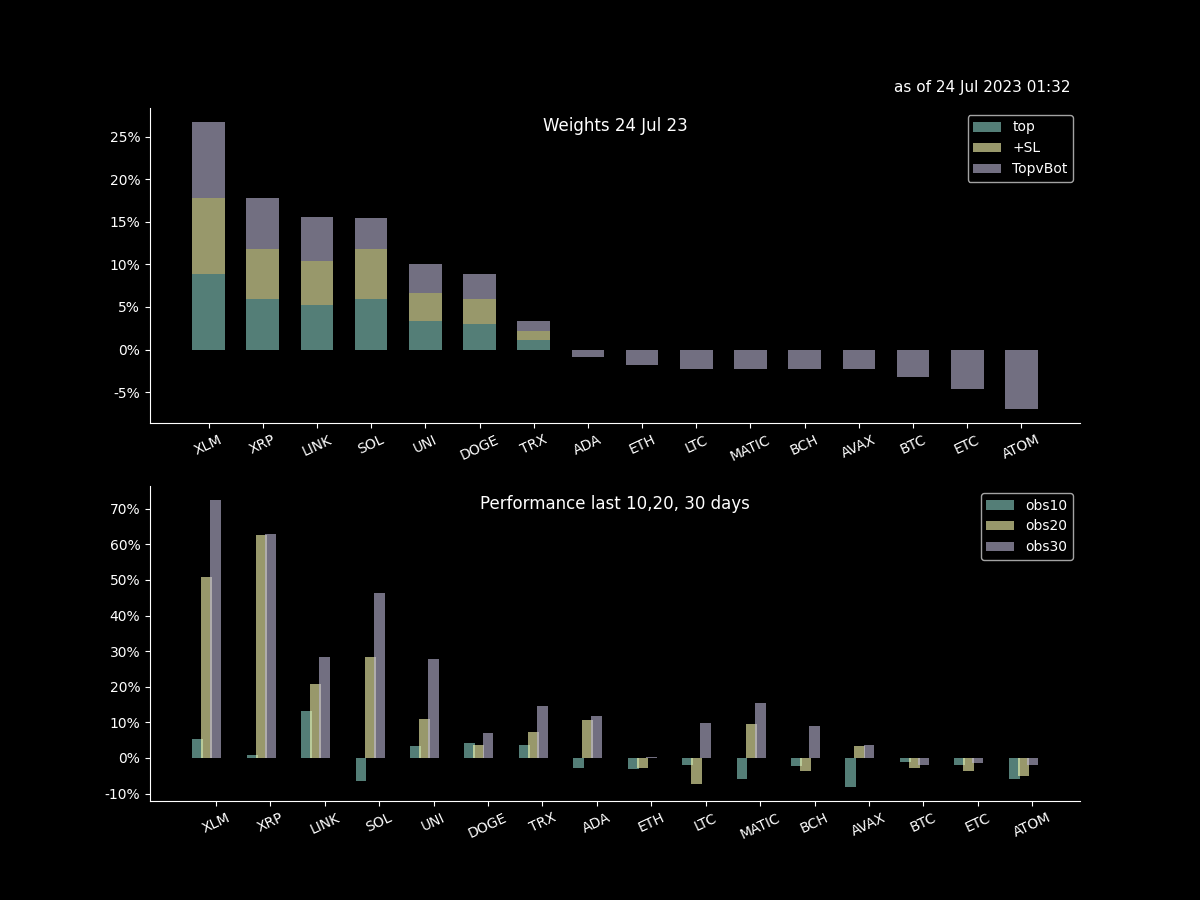 as of 24 Jul 2023 01:32
Weights 24 Jul 23
top
+SL
TopvBot
25%
20%
15%
10%
5%
0%
-5%
XLM XRP LINK SOL UNI DOGE TRX ADA ETH LTC MATIC BCH AVAX BTC ETC ATOM
Performance last 10,20, 30 days
obs10
obs20
obs30
70%
60%
50%
40%
30%
20%
10%
0%
-10%
XLM XRP LINK SOL UNI DOGE TRX ADA ETH LTC MATIC BCH AVAX BTC ETC ATOM